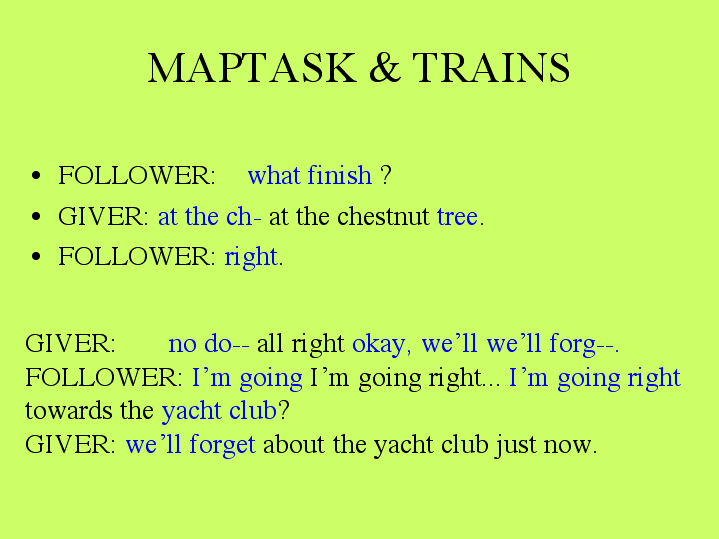 MAPTASK & TRAINS
• FOLLOWER: what finish ?
• GIVER: at the ch- at the chestnut tree.
• FOLLOWER: right.
GIVER: no do-- all right okay, we’ll we’ll forg--.
FOLLOWER: I’m going I’m going right... I’m going right
towards the yacht club?
GIVER: we’ll forget about the yacht club just now.